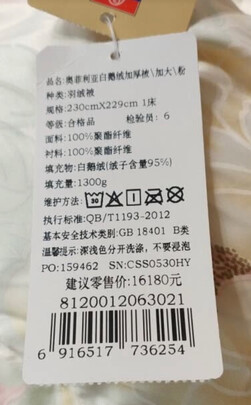 品名:奥菲利亚白鹅绒加厚被\加大\粉
种类:羽绒被
规格:230cmX229cm 1床
等级:合格品 检验员: 6
面料:100%聚酯纤维
衬料:100%聚酯纤维
填充物:白鹅绒(绒子含量95%)
填充量:1300g
维护方法:
执行标准:QB/T1193-2012
基本安全技术类别:GB 18401 B类
温馨提示:深浅色分开洗涤,不要浸泡
PO:159462 SN:CSS0530HY
建议零售价:16180元
8120012063021
6 916517 736254